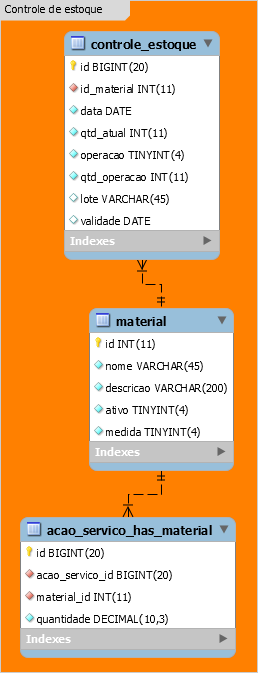 Controle de estoque
controle_estoque
id BIGINT(20)
id_material INT(11)
data DATE
qtd_atual INT(11)
operacao TINYINT(4)
qtd_operacao INT(11)
lote VARCHAR(45)
validade DATE
Indexes
material
id INT(11)
nome VARCHAR(45)
descricao VARCHAR(200)
ativo TINYINT(4)
medida TINYINT(4)
Indexes
acao_servico_has_material
id BIGINT(20)
acao_servico_id BIGINT(20)
material_id INT(11)
quantidade DECIMAL(10,3)
Indexes